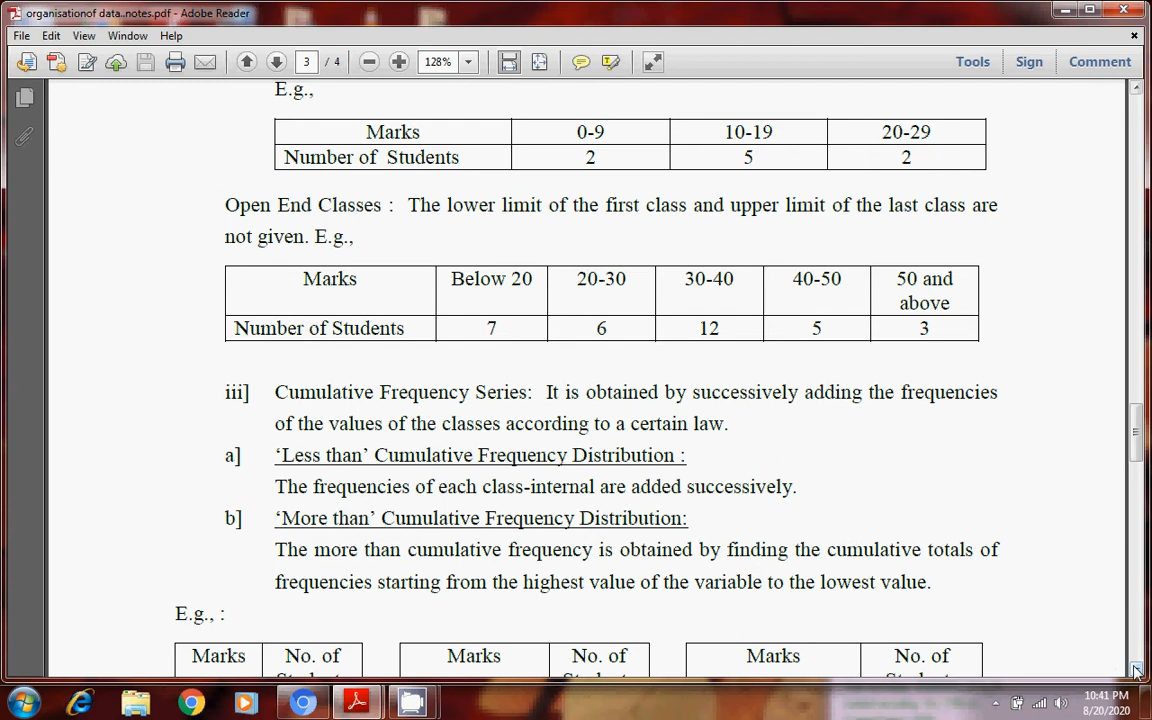 organisationof data..notes.pdf - Adobe Reader
File Edit View Window Help
3 / 4 128% Tools Sign Comment
E.g.,
Marks 0-9 10-19 20-29
Number of Students 2 5 2
Open End Classes : The lower limit of the first class and upper limit of the last class are
not given. E.g.,
Marks Below 20 20-30 30-40 40-50 50 and
above
Number of Students 7 6 12 5 3
iii] Cumulative Frequency Series: It is obtained by successively adding the frequencies
of the values of the classes according to a certain law.
a] ‘Less than’ Cumulative Frequency Distribution :
The frequencies of each class-internal are added successively.
b] ‘More than’ Cumulative Frequency Distribution:
The more than cumulative frequency is obtained by finding the cumulative totals of
frequencies starting from the highest value of the variable to the lowest value.
E.g., :
Marks No. of Marks No. of Marks No. of
10:41 PM
8/20/2020